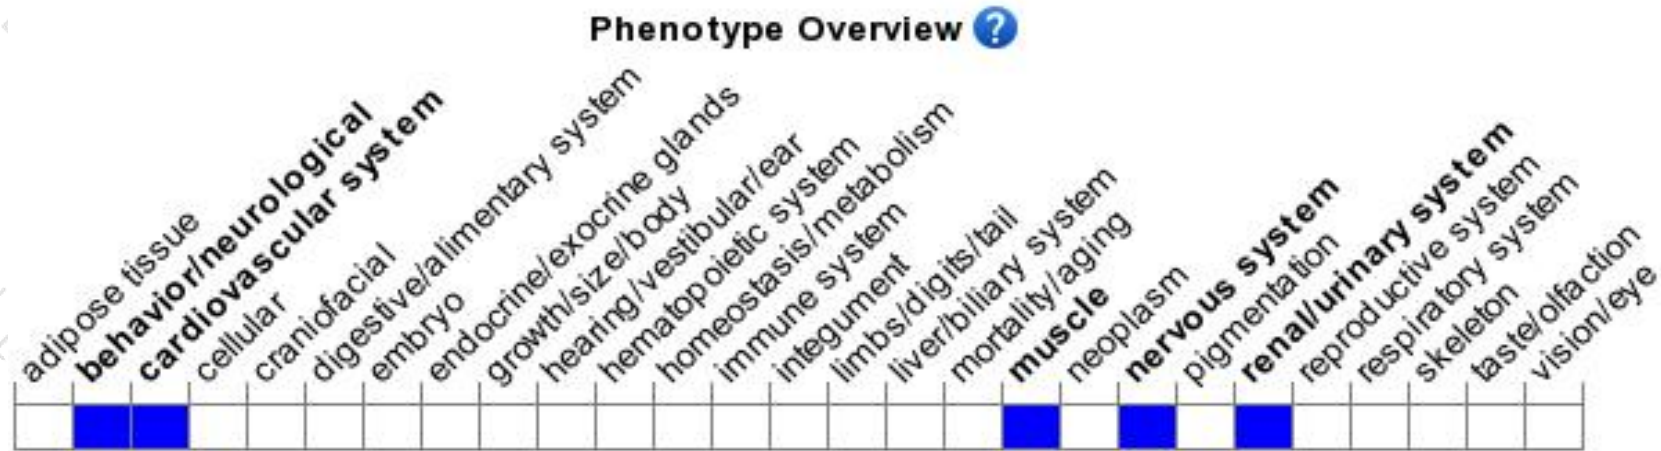 Phenotype Overview ?
adipose tissue
behavior/neurological
cardiovascular system
cellular
craniofacial
digestive/alimentary system
embryo
endocrine/exocrine glands
growth/size/body
hearing/vestibular/ear
hematopoietic system
homeostasis/metabolism
immune system
integument
limbs/digits/tail
liver/biliary system
mortality/aging
muscle
neoplasm
nervous system
pigmentation
renal/urinary system
reproductive system
respiratory system
skeleton
taste/olfaction
vision/eye